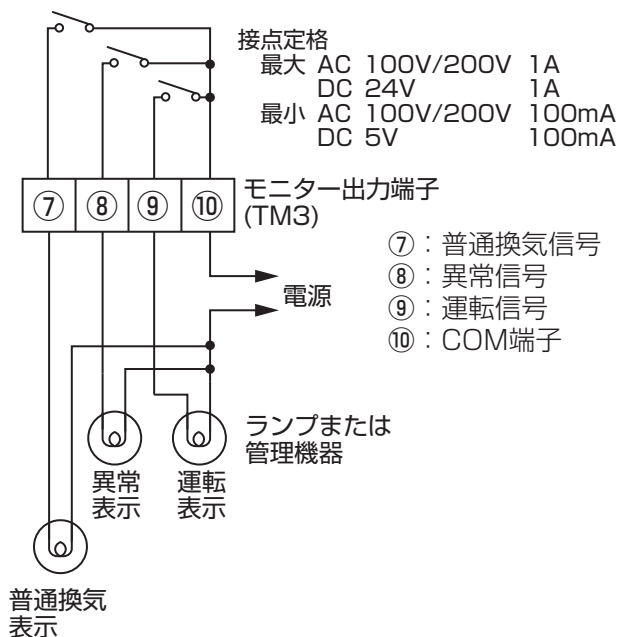 接点定格
最大 AC 100V/200V 1A
DC 24V 1A
最小 AC 100V/200V 100mA
DC 5V 100mA
⑦ ⑧ ⑨ ⑩
モニター出力端子
(TM3)
⑦：普通換気信号
⑧：異常信号
⑨：運転信号
⑩：COM端子
電源
ランプまたは
管理機器
異常
表示
運転
表示
普通換気
表示